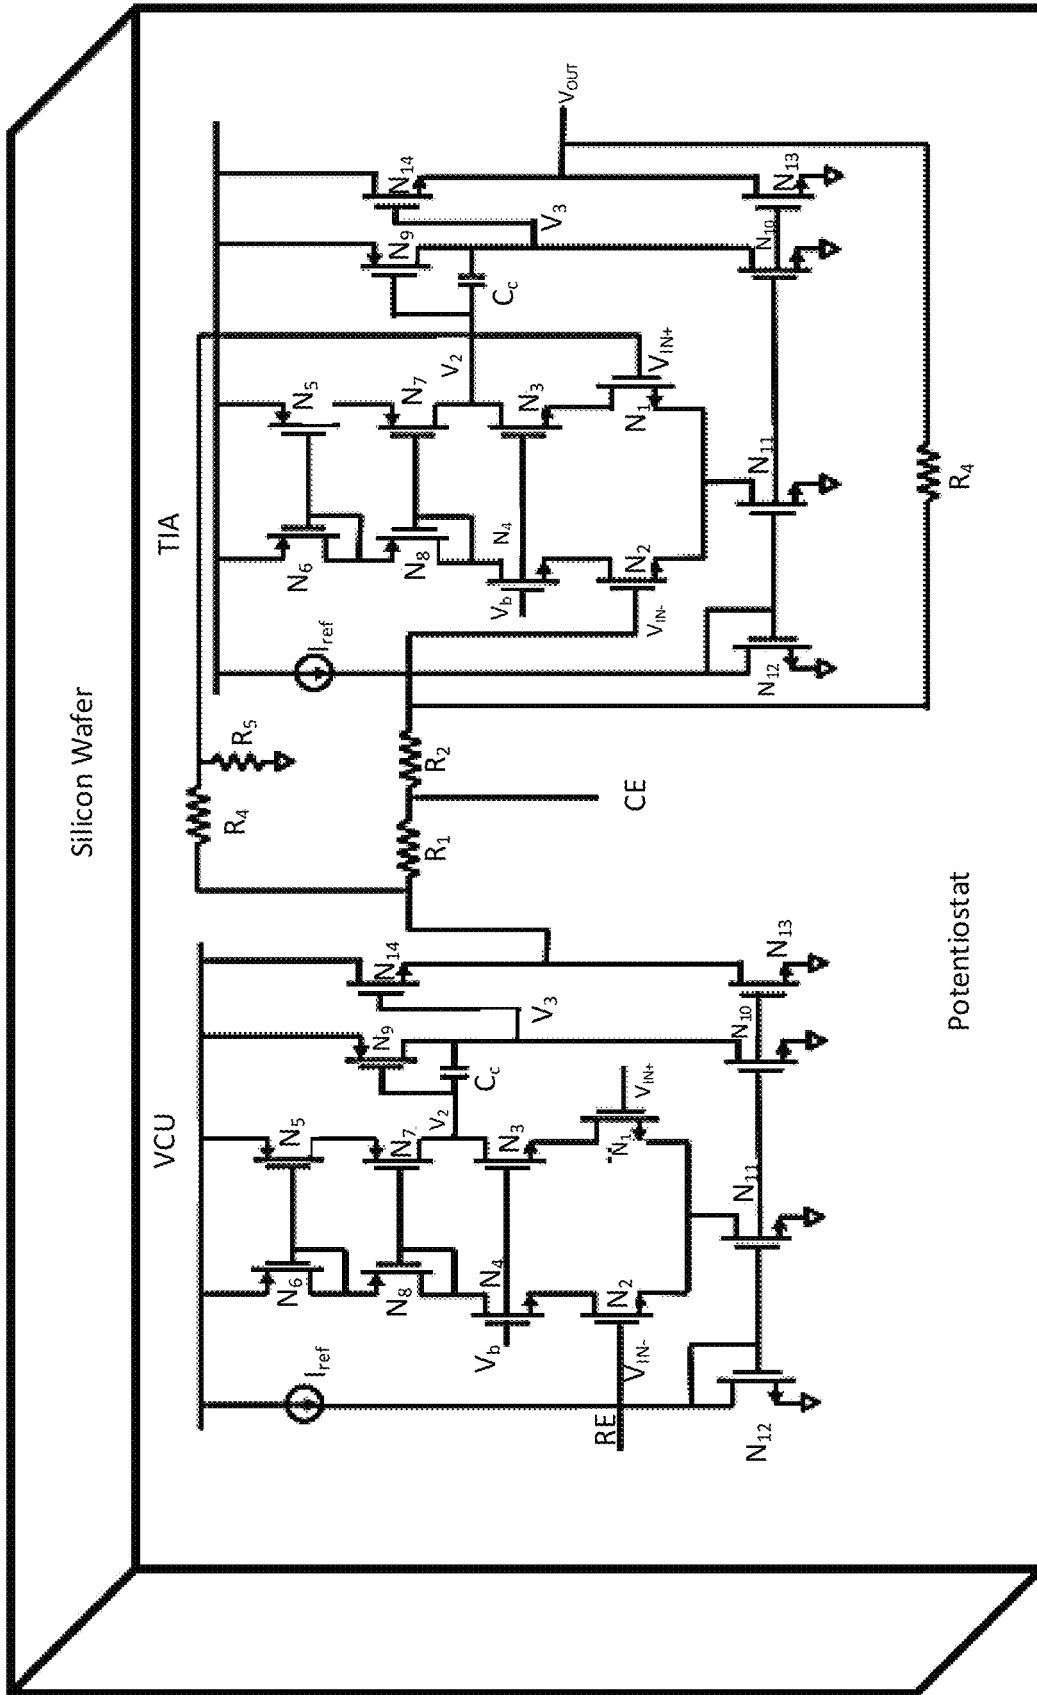 Silicon Wafer
VCU
TIA
R4
R5
Iref
N6
N5
N8
N7
Vb
N4
N3
V2
Cc
N9
N14
V3
RE
VIN-
N2
N1
VIN+
N12
N11
N10
N13
R1
R2
CE
Iref
N6
N5
N8
N7
Vb
N4
N3
V2
Cc
N9
N14
V3
VOUT
VIN-
N2
N1
VIN+
N12
N11
N10
N13
R4
Potentiostat